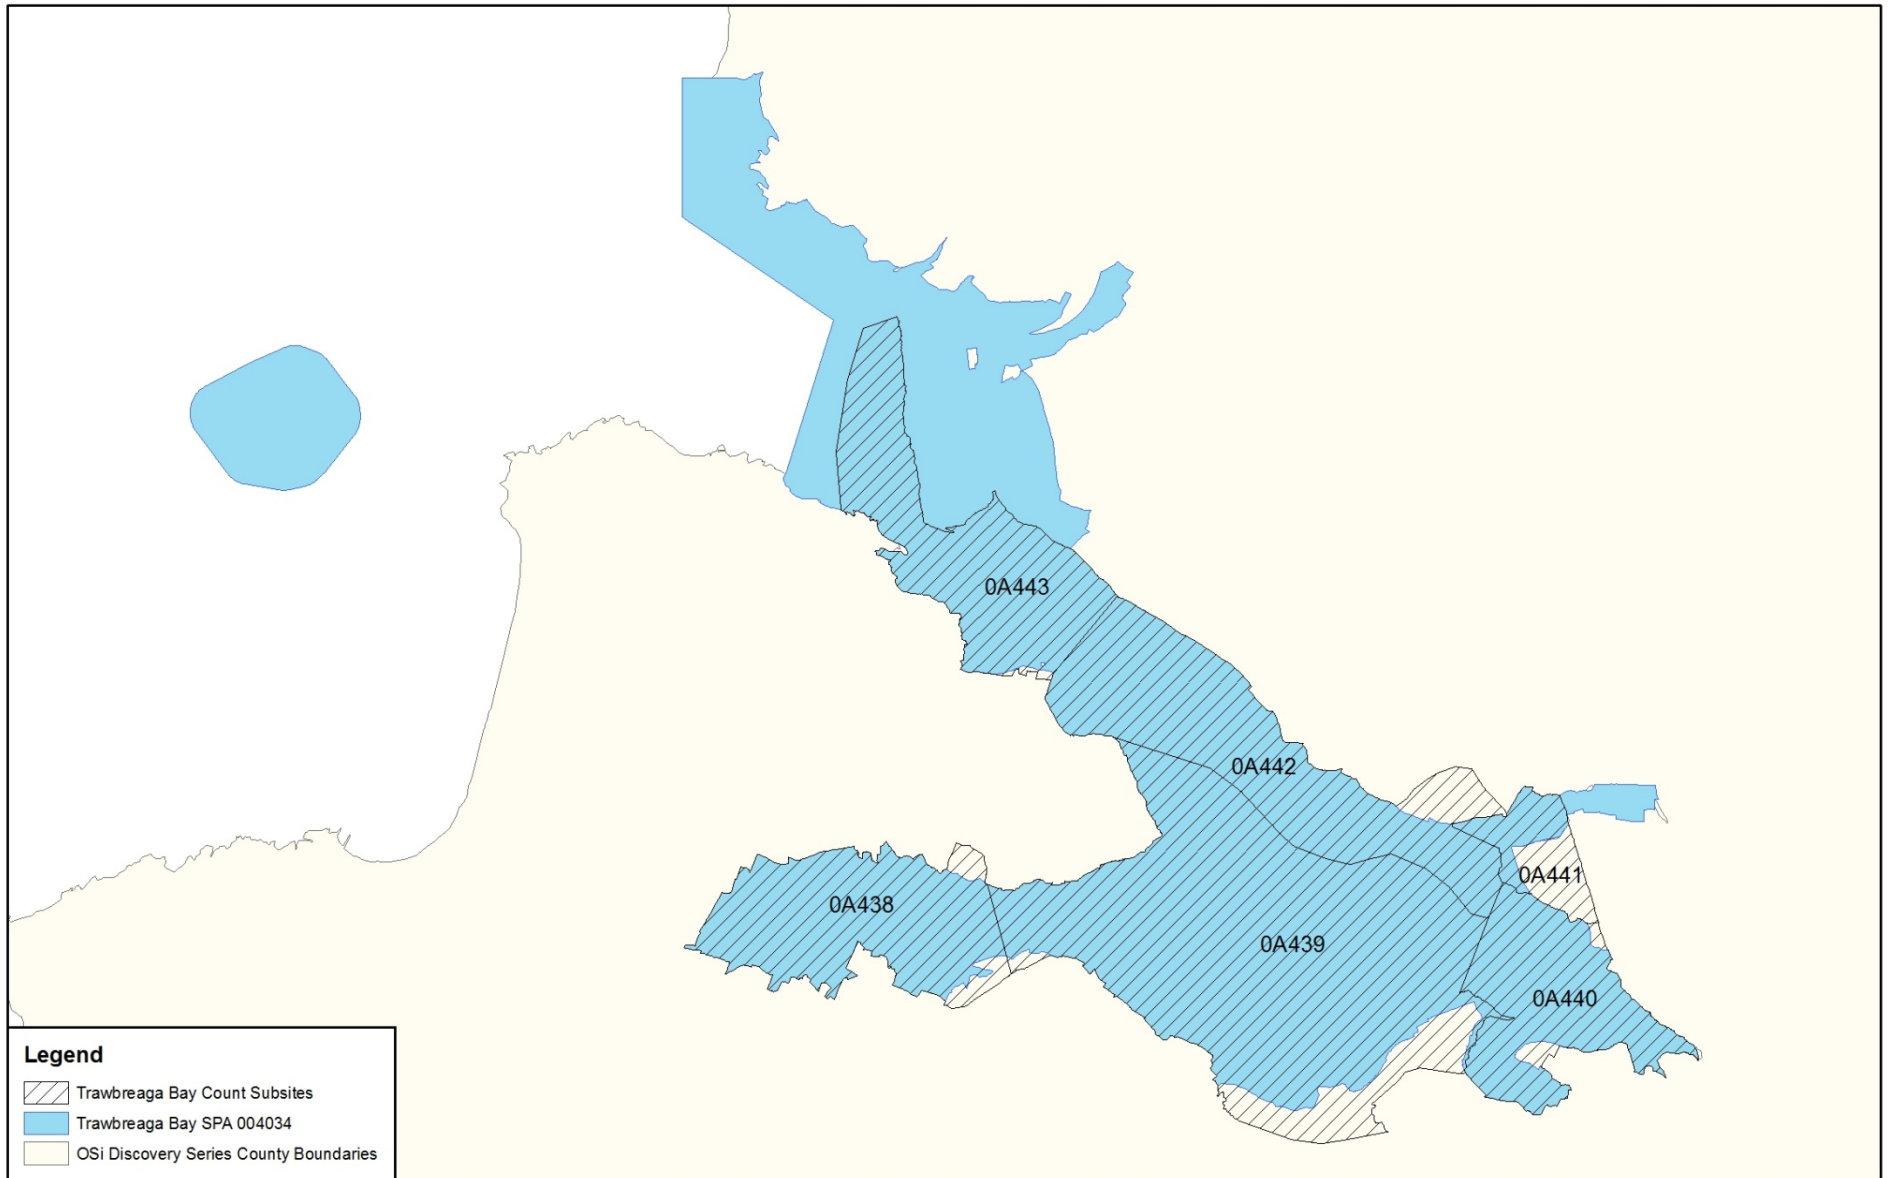 0A443
0A442
0A441
0A438
0A439
0A440
Legend
Trawbreaga Bay Count Subsites
Trawbreaga Bay SPA 004034
OSi Discovery Series County Boundaries